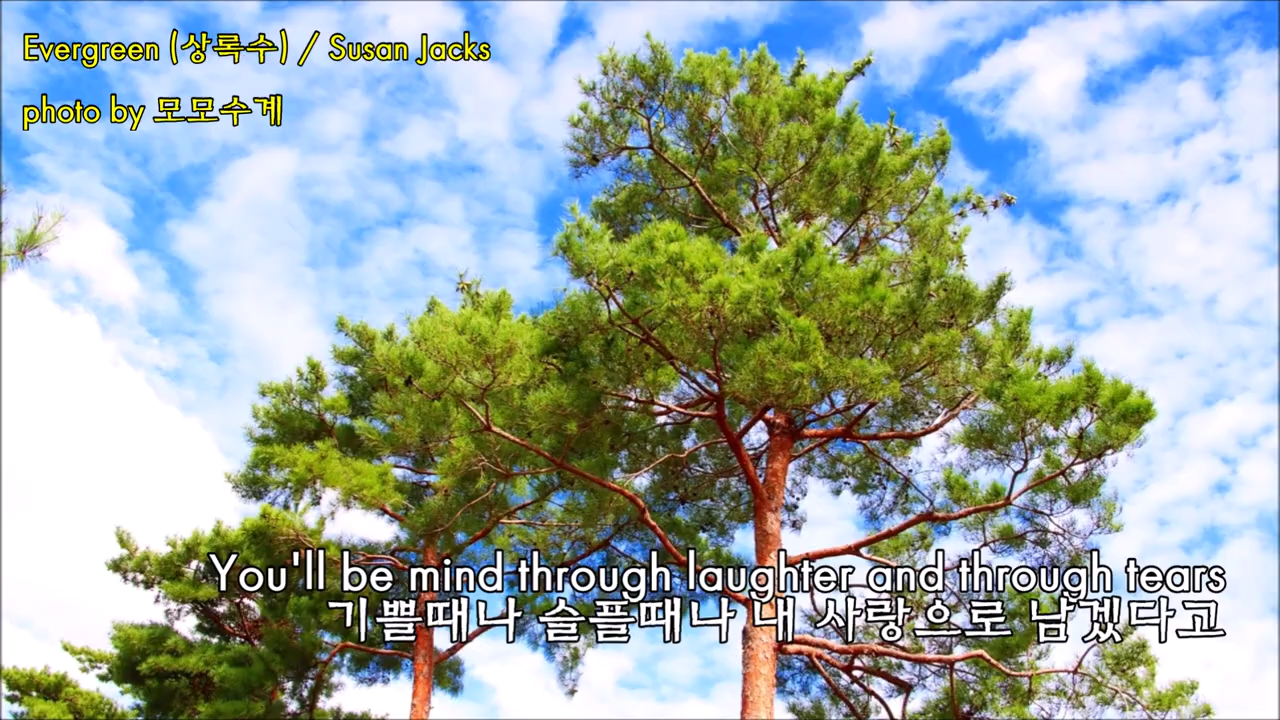 Evergreen (상록수) / Susan Jacks
photo by 모모수계
You'll be mind through laughter and through tears
기쁠때나 슬플때나 내 사랑으로 남겠다고